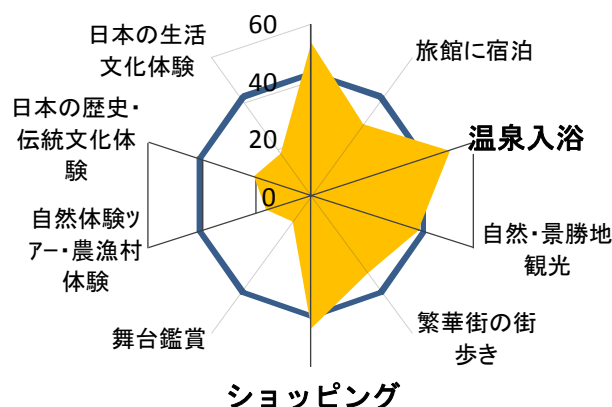 60
40
20
0
旅館に宿泊
温泉入浴
自然・景勝地
観光
繁華街の街
歩き
ショッピング
舞台鑑賞
自然体験ツ
アー・農漁村
体験
日本の歴史・
伝統文化体
験
日本の生活
文化体験